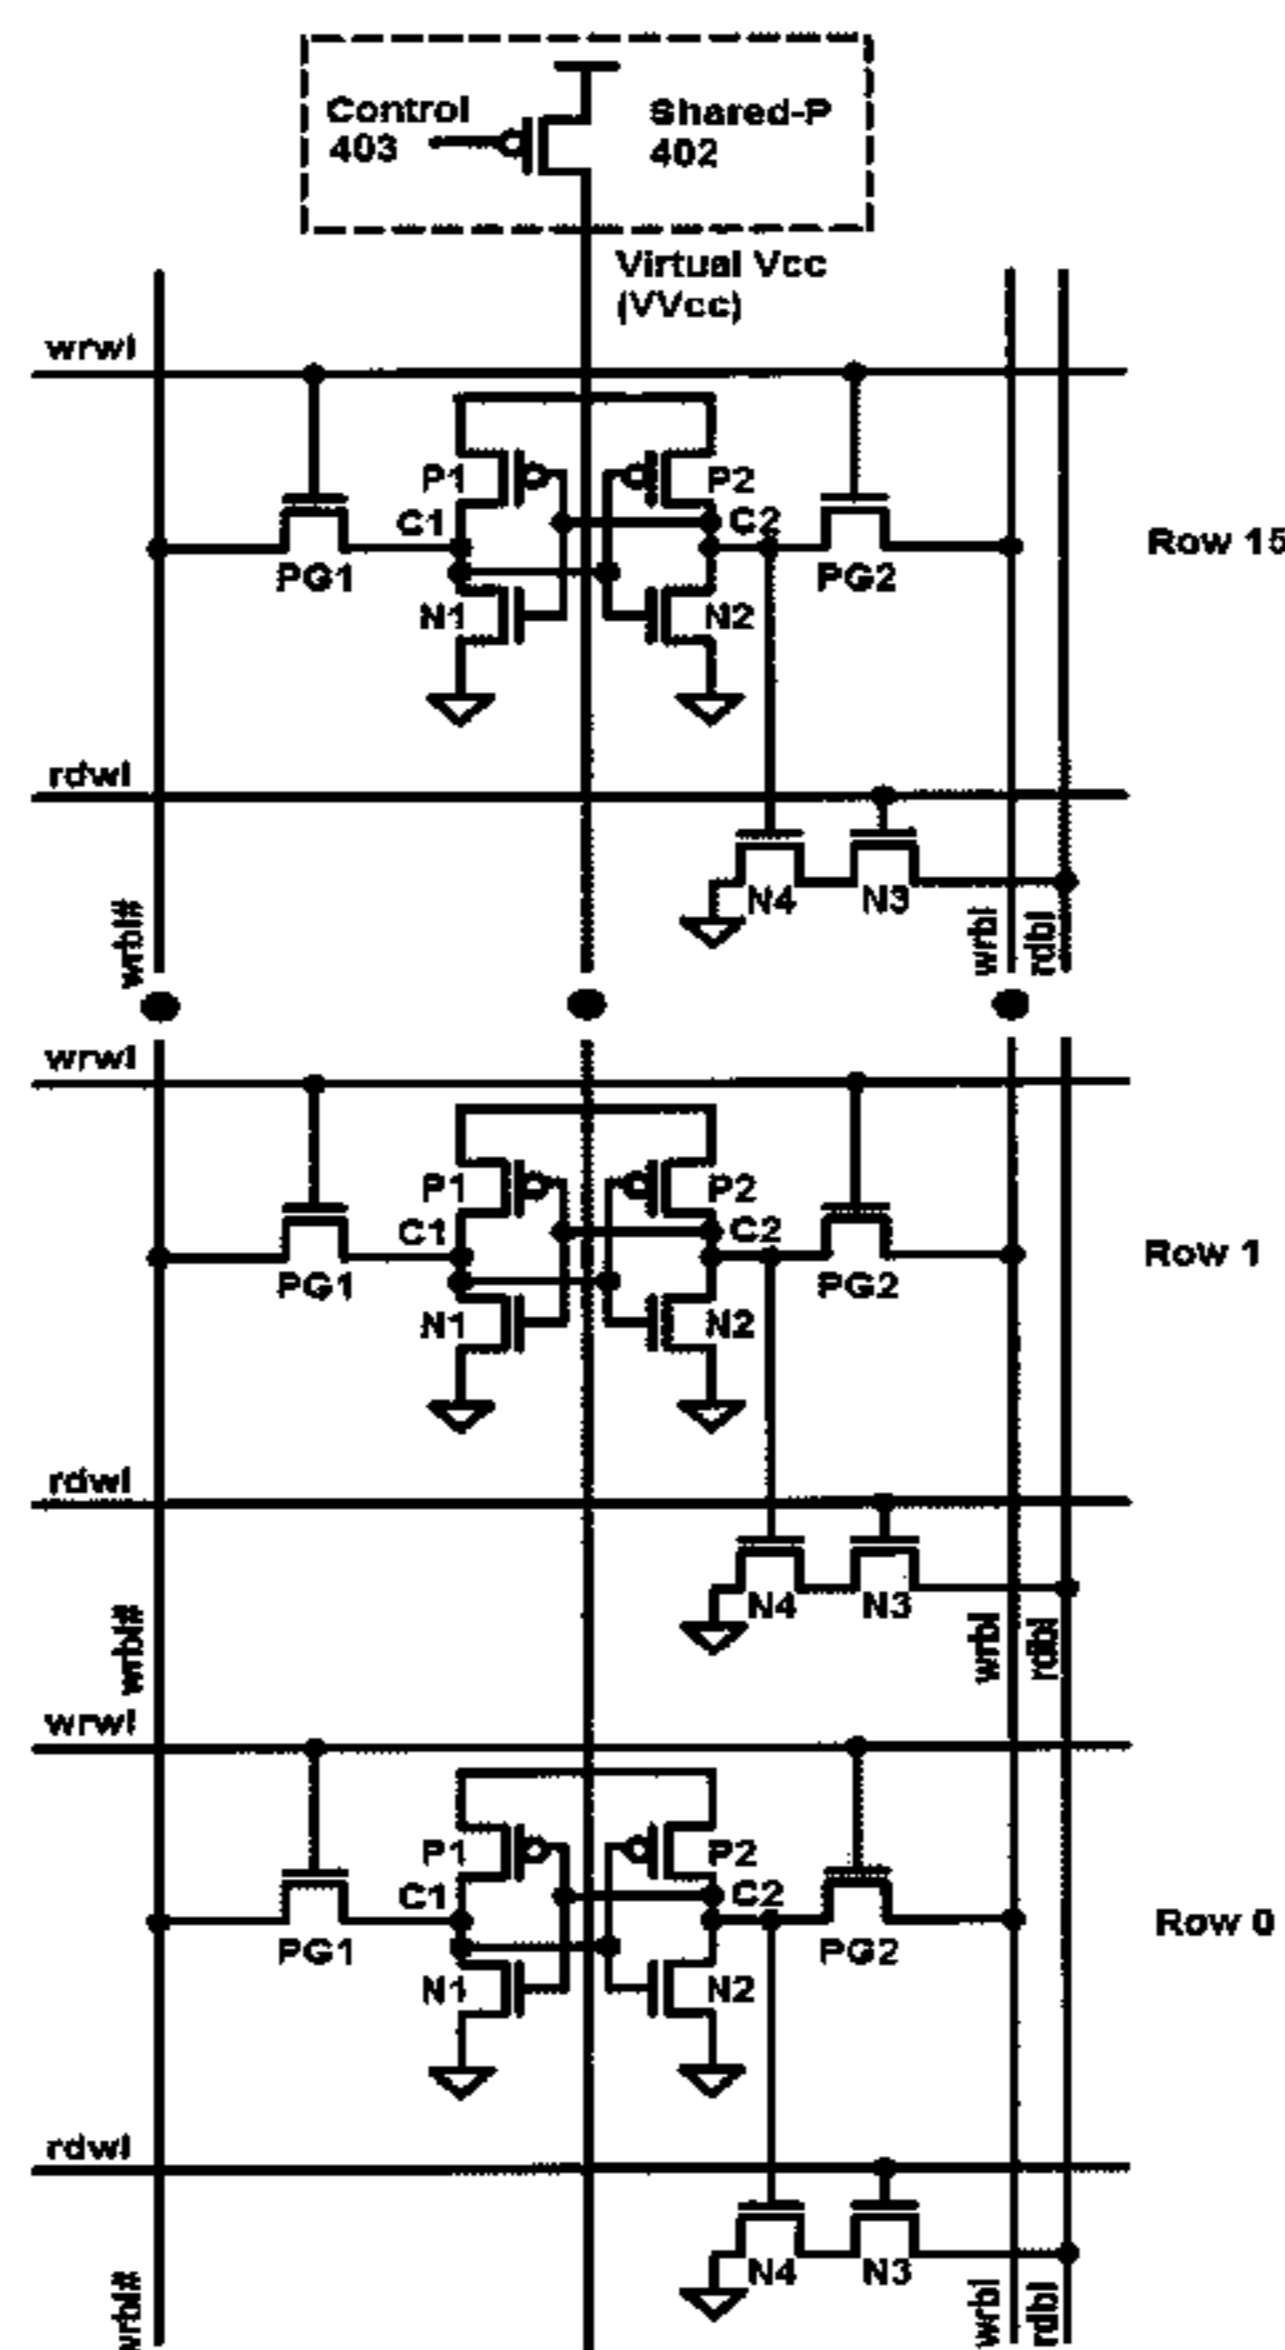 Control
403
Shared-P
402
Virtual Vcc
(VVcc)
wrwl
P1
P2
C1
C2
PG1
PG2
N1
N2
Row 15
rdwl
N4
N3
wrbl#
wrbl
rdbl
wrwl
P1
P2
C1
C2
PG1
PG2
N1
N2
Row 1
rdwl
N4
N3
wrbl#
wrbl
rdbl
wrwl
P1
P2
C1
C2
PG1
PG2
N1
N2
Row 0
rdwl
N4
N3
wrbl#
wrbl
rdbl